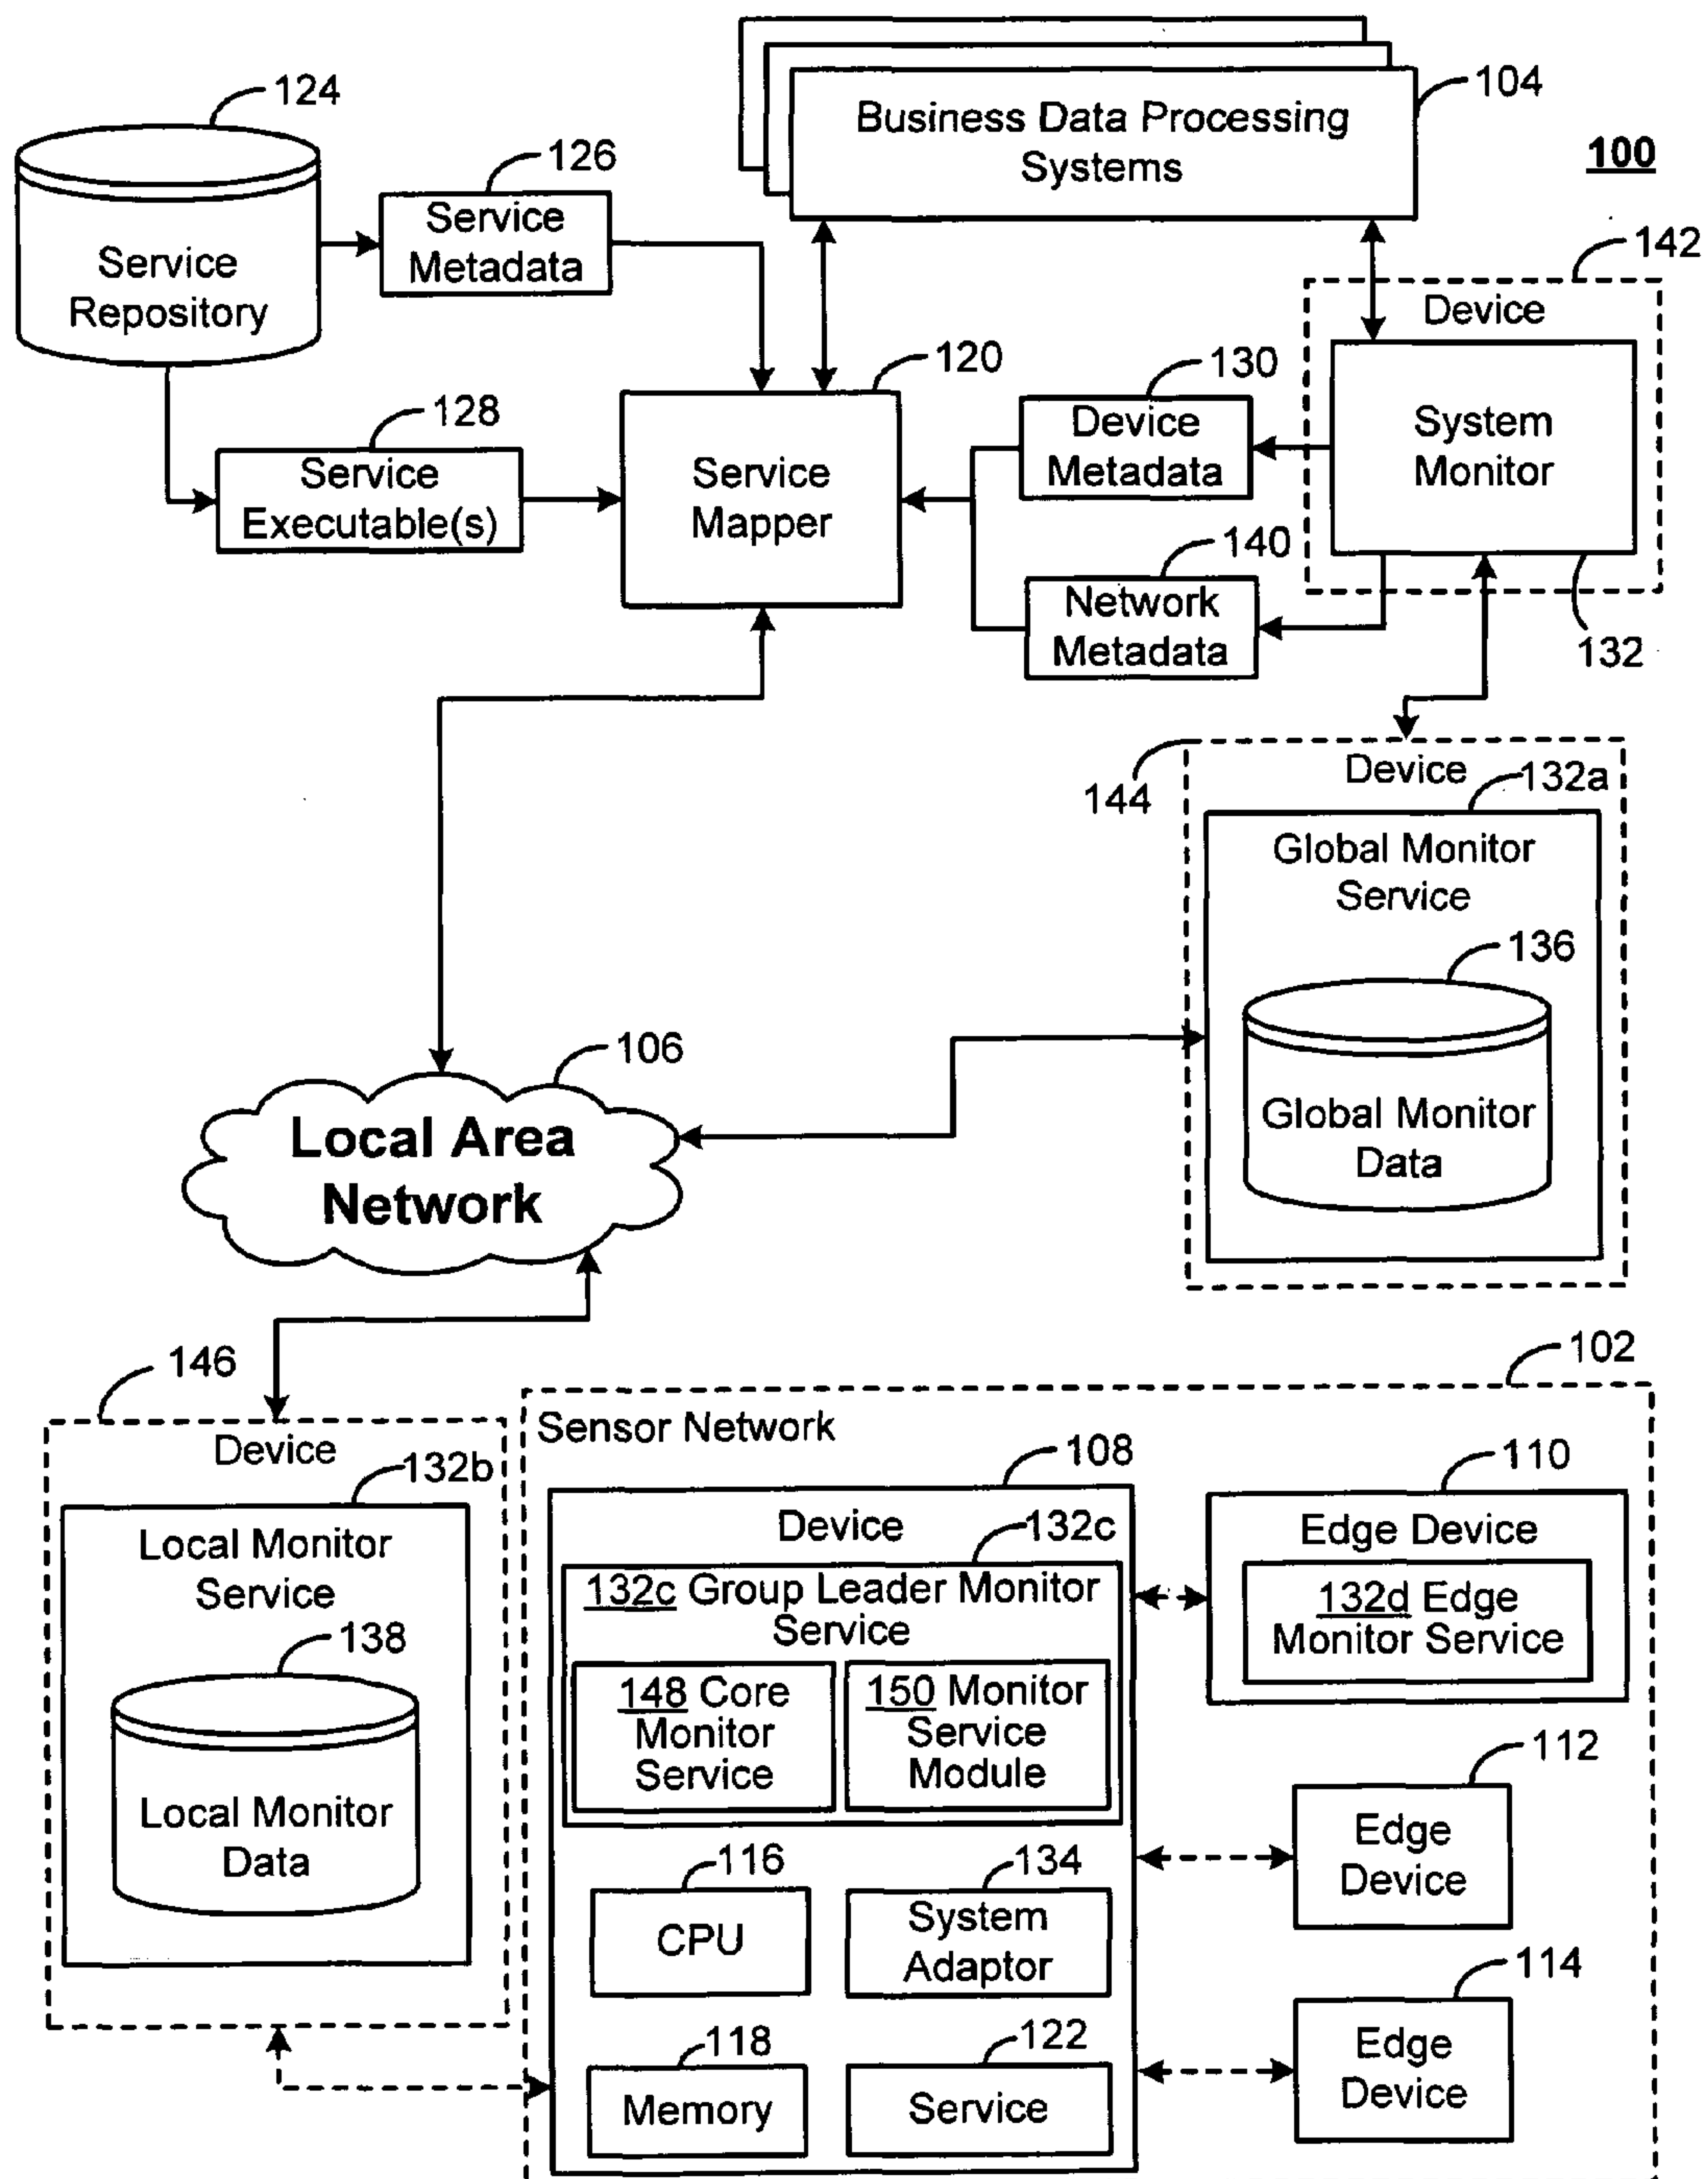 124
104
Business Data Processing
Systems
100
126
Service
Metadata
Service
Repository
142
Device
120
130
128
Device
Metadata
System
Monitor
Service
Executable(s)
Service
Mapper
140
Network
Metadata
132
144
Device
132a
Global Monitor
Service
136
106
Local Area
Network
Global Monitor
Data
146
102
Device
Sensor Network
132b
108
110
Local Monitor
Service
Device
132c
Edge Device
132c Group Leader Monitor
Service
132d Edge
Monitor Service
138
148 Core
Monitor
Service
150 Monitor
Service
Module
112
Local Monitor
Data
Edge
Device
116
134
CPU
System
Adaptor
114
118
122
Edge
Device
Memory
Service